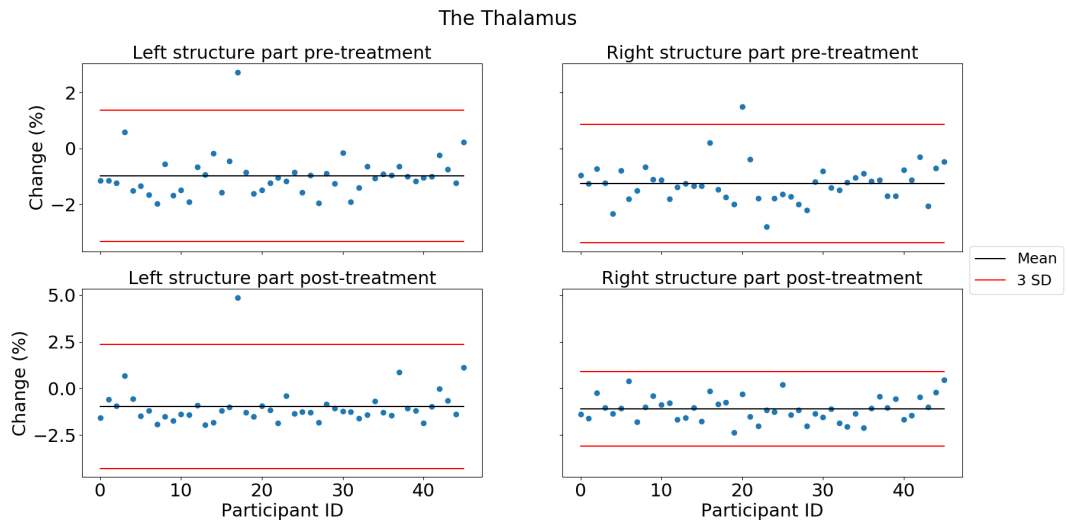 The Thalamus
Left structure part pre-treatment
Right structure part pre-treatment
Change (%)
2
0
−2
Left structure part post-treatment
Right structure part post-treatment
Mean
3 SD
Change (%)
5.0
2.5
0.0
−2.5
0 10 20 30 40
0 10 20 30 40
Participant ID
Participant ID